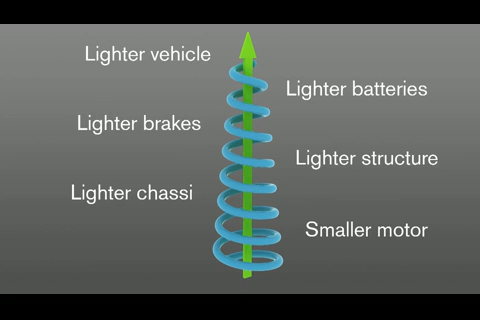 Lighter vehicle
Lighter batteries
Lighter brakes
Lighter structure
Lighter chassi
Smaller motor